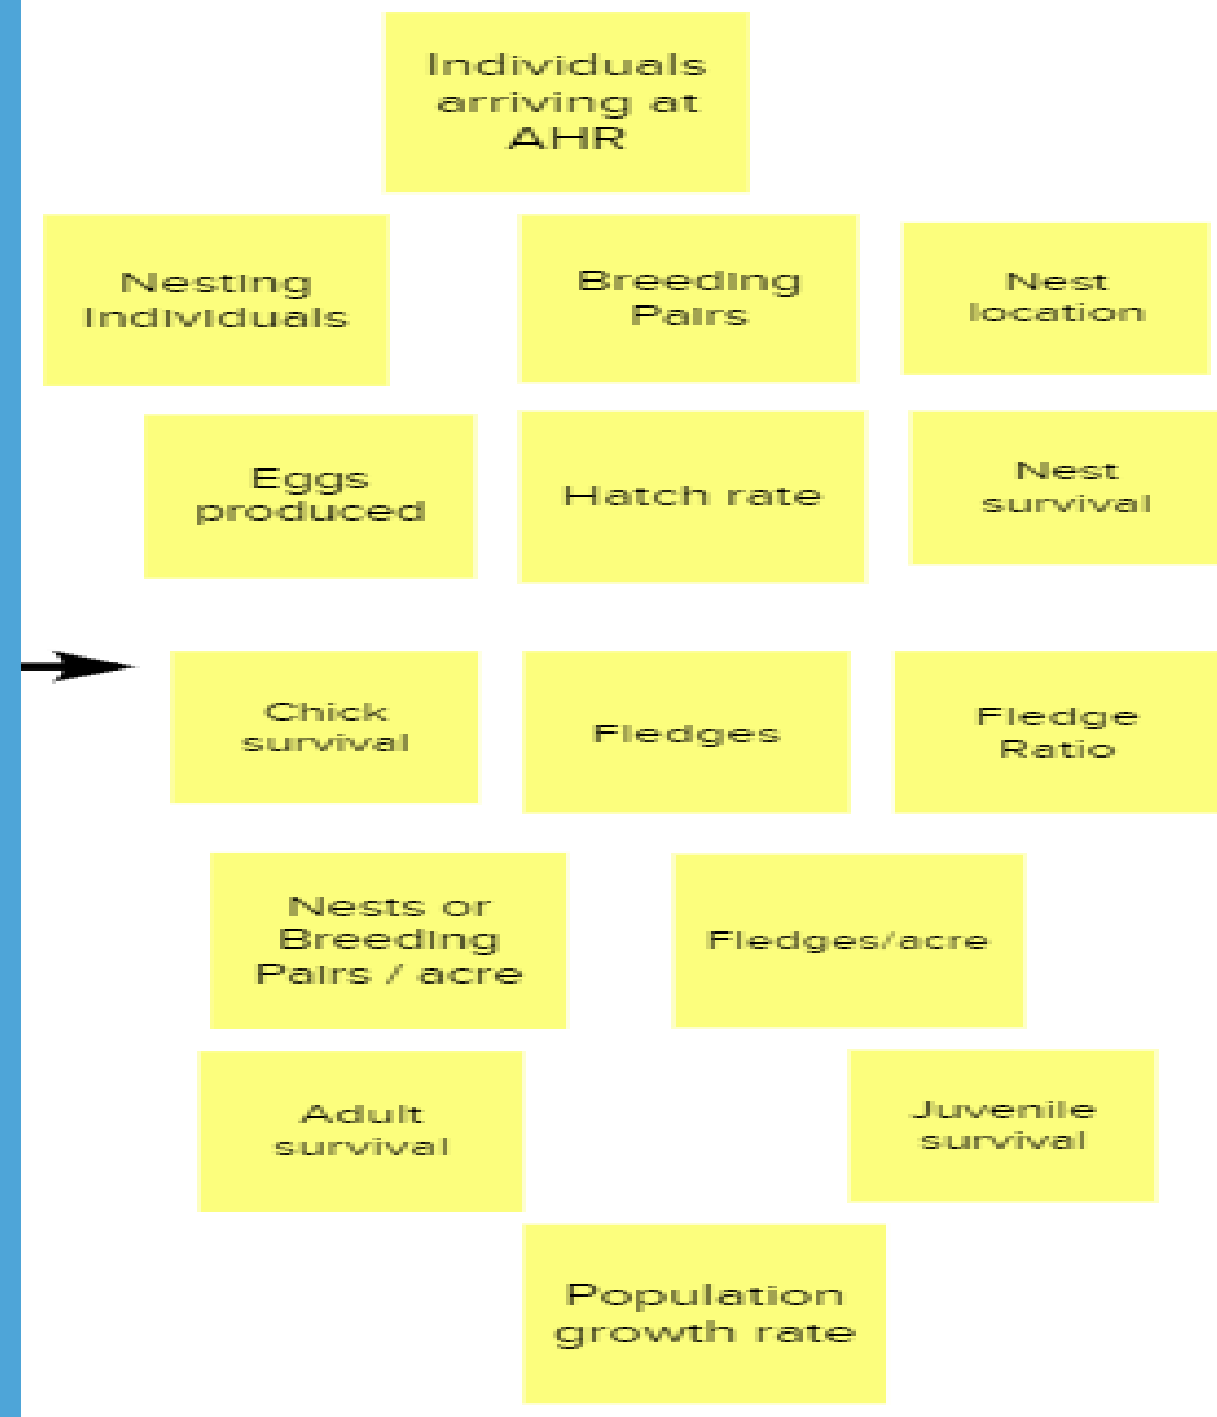 Individuals
arriving at
AHR
Nesting
Individuals
Breeding
Pairs
Nest
location
Eggs
produced
Hatch rate
Nest
survival
Chick
survival
Fledges
Fledge
Ratio
Nests or
Breeding
Pairs / acre
Fledges/acre
Adult
survival
Juvenile
survival
Population
growth rate